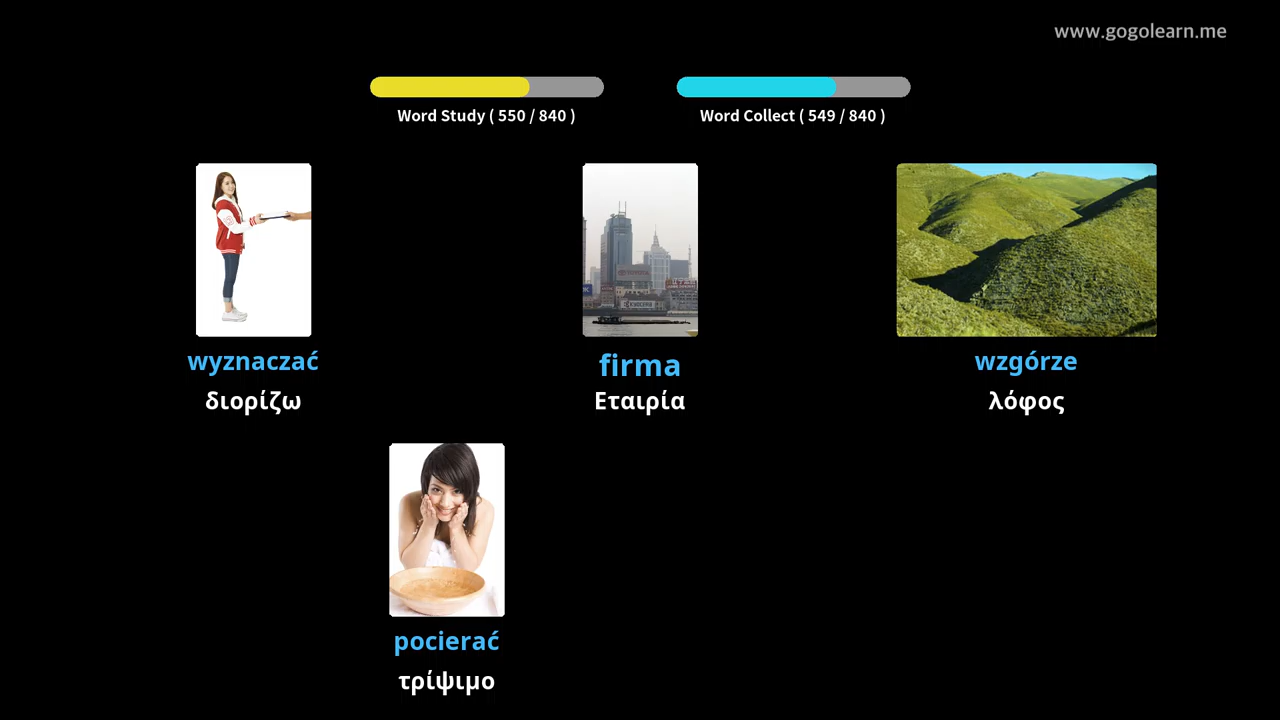 www.gogolearn.me
Word Study ( 550 / 840 )
Word Collect ( 549 / 840 )
wyznaczać
διορίζω
firma
Εταιρία
wzgórze
λόφος
pocierać
τρίψιμο